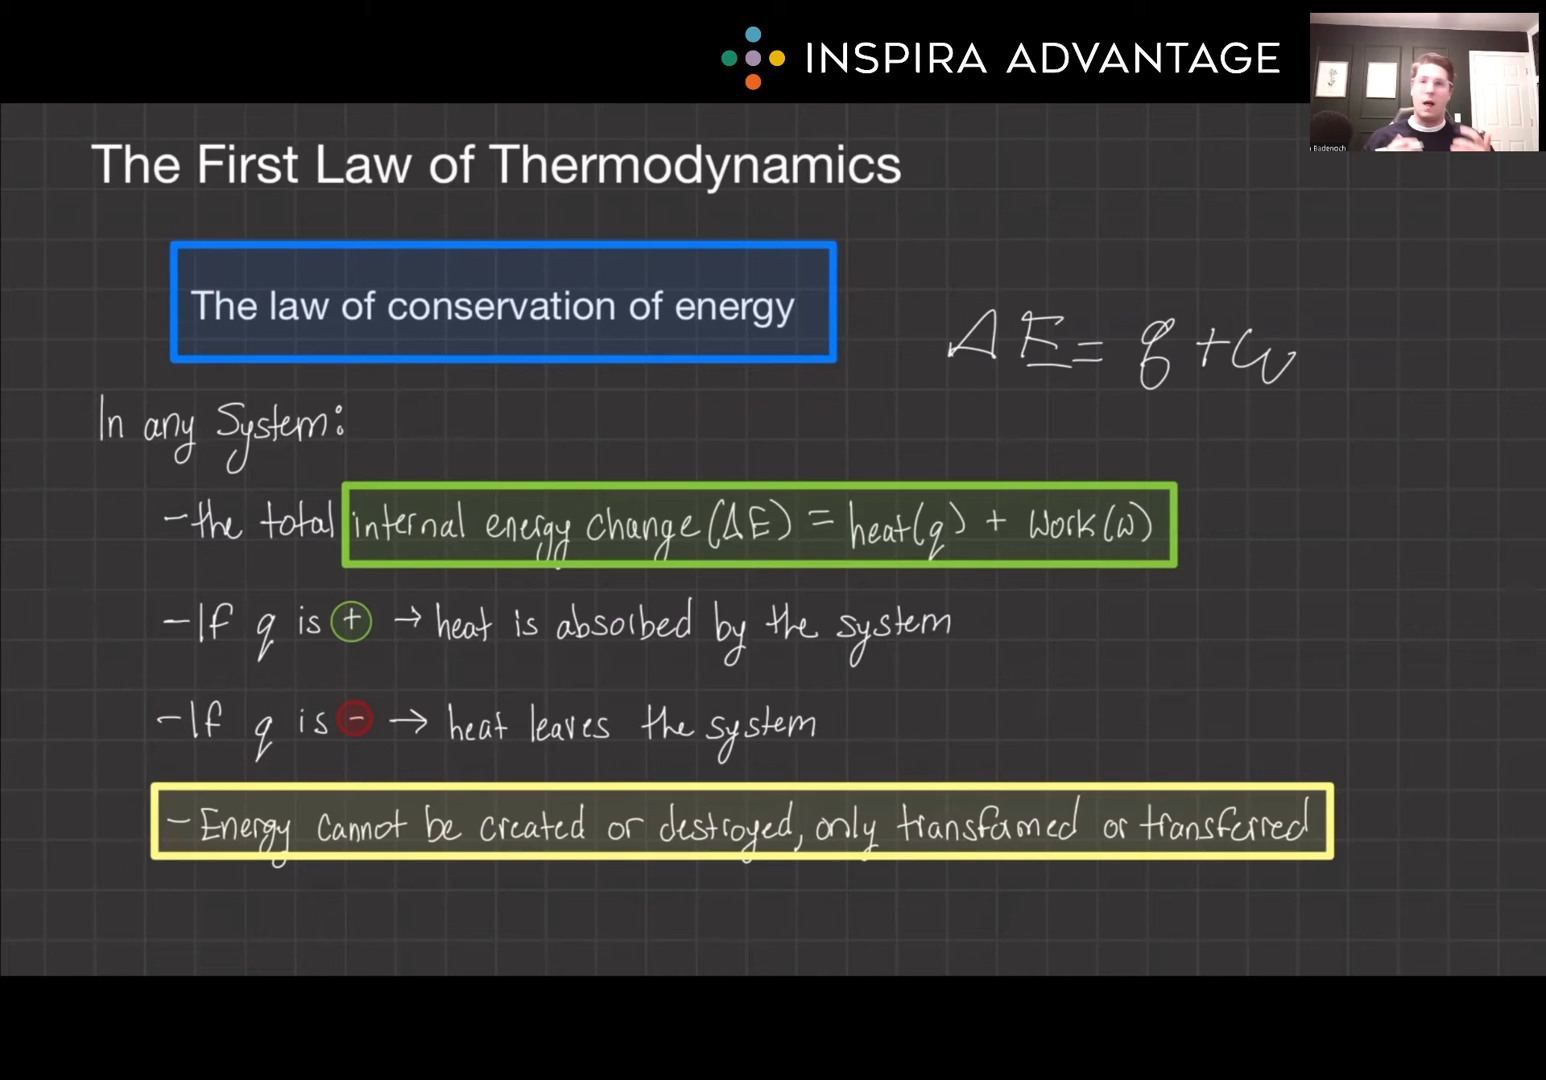 INSPIRA ADVANTAGE
Badenoch
The First Law of Thermodynamics
The law of conservation of energy
ΔE = q + w
In any System:
- the total internal energy change (ΔE) = heat(q) + Work(w)
- If q is + → heat is absorbed by the system
- If q is - → heat leaves the system
- Energy cannot be created or destroyed, only transformed or transferred